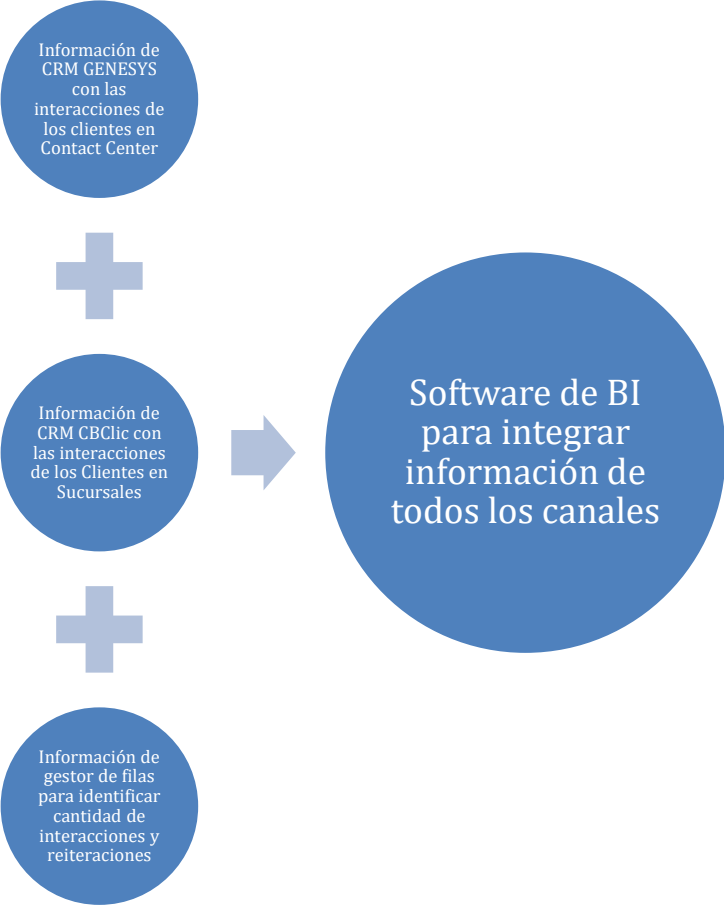 Información de
CRM GENESYS
con las
interacciones de
los clientes en
Contact Center
Información de
CRM CBClic con
las interacciones
de los Clientes en
Sucursales
Información de
gestor de filas
para identificar
cantidad de
interacciones y
reiteraciones
Software de BI
para integrar
información de
todos los canales